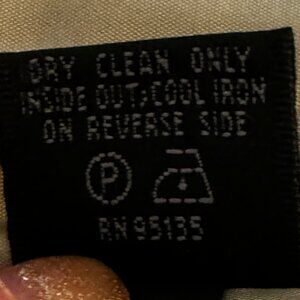 DRY CLEAN ONLY
INSIDE OUT,COOL IRON
ON REVERSE SIDE
P
RN 95135